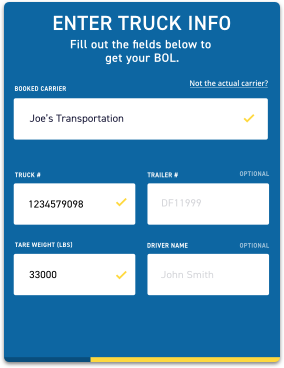 ENTER TRUCK INFO
Fill out the fields below to
get your BOL.
Not the actual carrier?
BOOKED CARRIER
Joe's Transportation
TRUCK #
TRAILER #
OPTIONAL
1234579098
DF11999
TARE WEIGHT (LBS)
DRIVER NAME
OPTIONAL
33000
John Smith